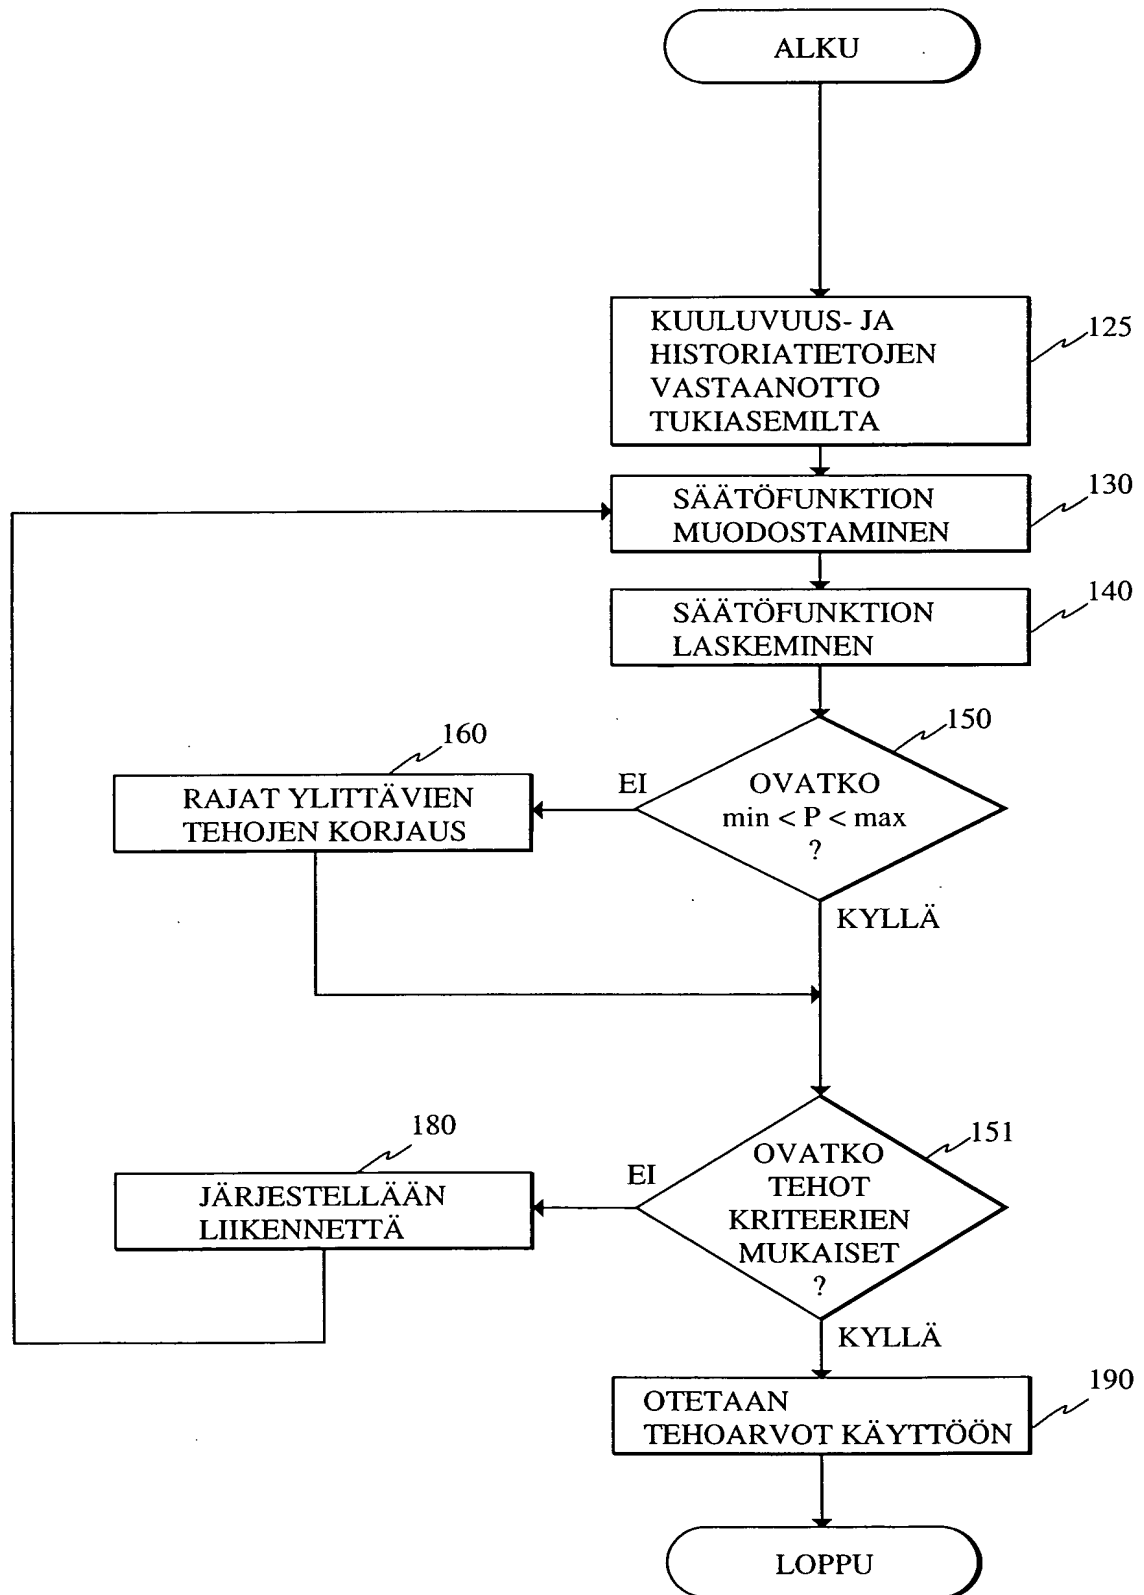 ALKU
KUULUVUUS- JA
HISTORIATIETOJEN
VASTAANOTTO
TUKIASEMILTA
125
SÄÄTÖFUNKTION
MUODOSTAMINEN
130
SÄÄTÖFUNKTION
LASKEMINEN
140
150
OVATKO
min < P < max
?
EI
KYLLÄ
160
RAJAT YLITTÄVIEN
TEHOJEN KORJAUS
151
OVATKO
TEHOT
KRITEERIEN
MUKAISET
?
EI
KYLLÄ
180
JÄRJESTELLÄÄN
LIIKENNETTÄ
OTETAAN
TEHOARVOT KÄYTTÖÖN
190
LOPPU